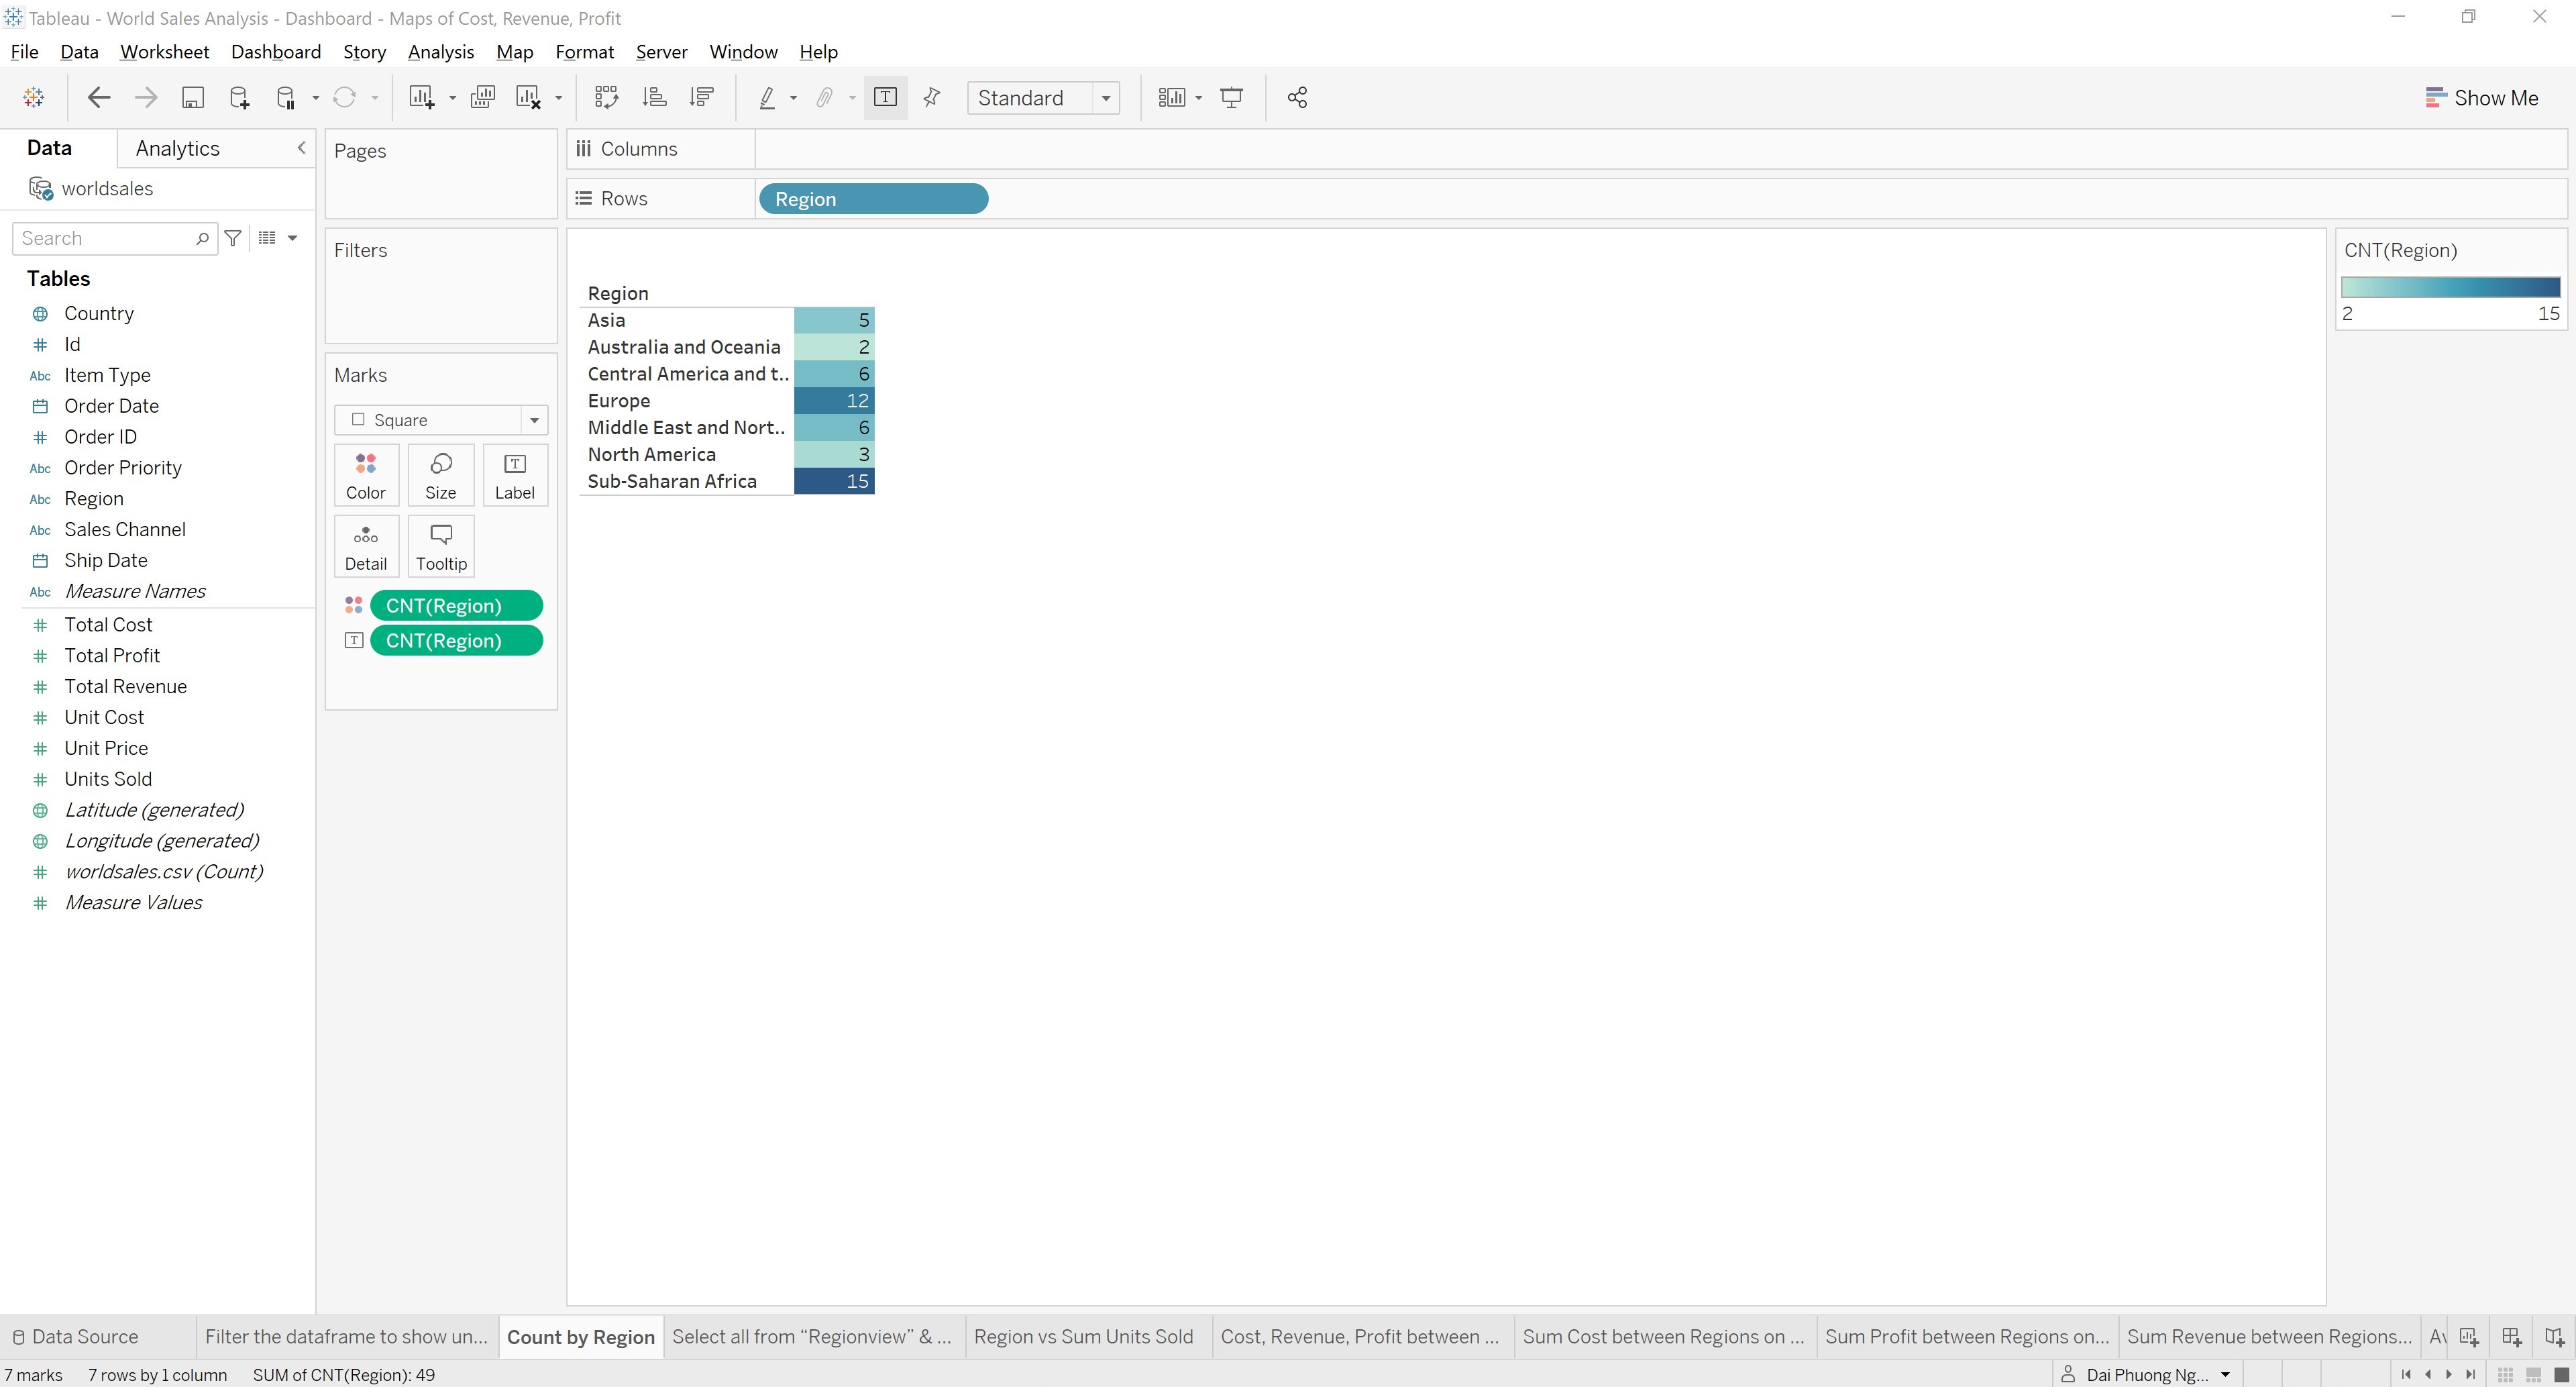 Tableau - World Sales Analysis - Dashboard - Maps of Cost, Revenue, Profit
File Data Worksheet Dashboard Story Analysis Map Format Server Window Help
Standard
Show Me
Data Analytics
worldsales
Search
Tables
Country
Id
Abc Item Type
Order Date
Order ID
Abc Order Priority
Abc Region
Abc Sales Channel
Ship Date
Abc Measure Names
Total Cost
Total Profit
Total Revenue
Unit Cost
Unit Price
Units Sold
Latitude (generated)
Longitude (generated)
worldsales.csv (Count)
Measure Values
Pages
Filters
Marks
Square
Color Size Label
Detail Tooltip
CNT(Region)
CNT(Region)
Columns
Rows Region
Region
Asia 5
Australia and Oceania 2
Central America and t.. 6
Europe 12
Middle East and Nort.. 6
North America 3
Sub-Saharan Africa 15
CNT(Region)
2 15
Data Source Filter the dataframe to show un... Count by Region Select all from “Regionview” & ... Region vs Sum Units Sold Cost, Revenue, Profit between ... Sum Cost between Regions on ... Sum Profit between Regions on... Sum Revenue between Regions...
7 marks 7 rows by 1 column SUM of CNT(Region): 49 Dai Phuong Ng...